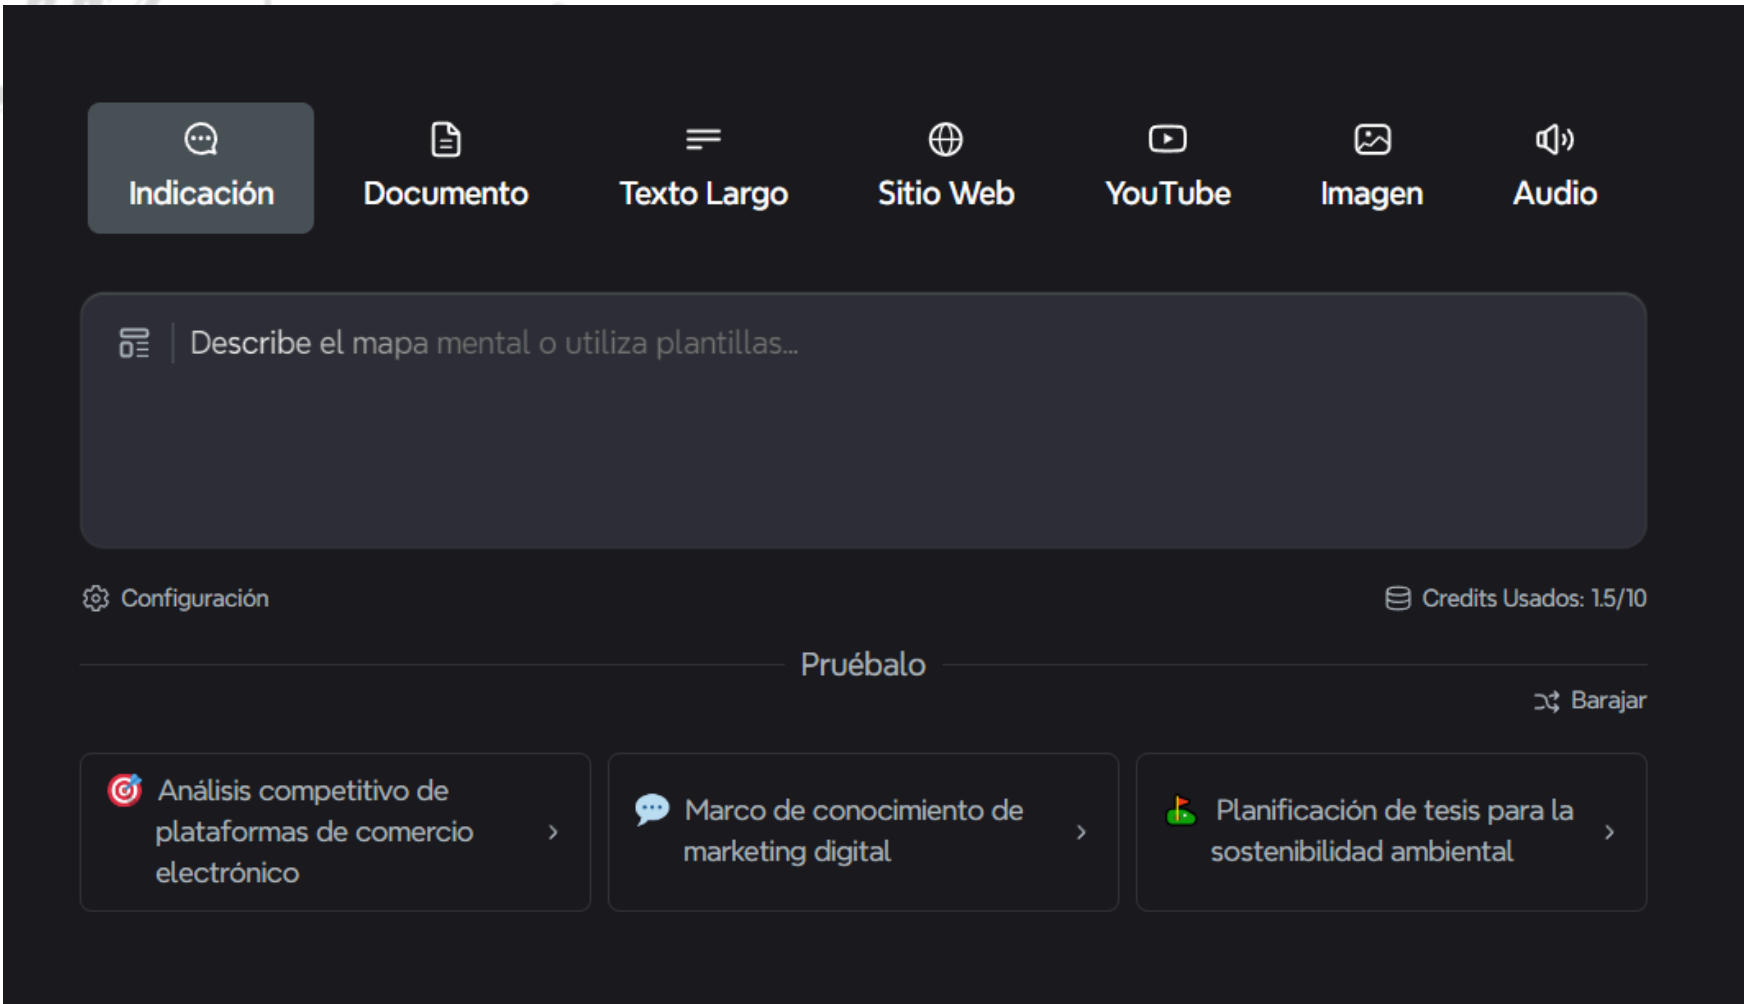 Indicación
Documento
Texto Largo
Sitio Web
YouTube
Imagen
Audio
Describe el mapa mental o utiliza plantillas...
Configuración
Credits Usados: 1.5/10
Pruébalo
Barajar
Análisis competitivo de
plataformas de comercio
electrónico
Marco de conocimiento de
marketing digital
Planificación de tesis para la
sostenibilidad ambiental